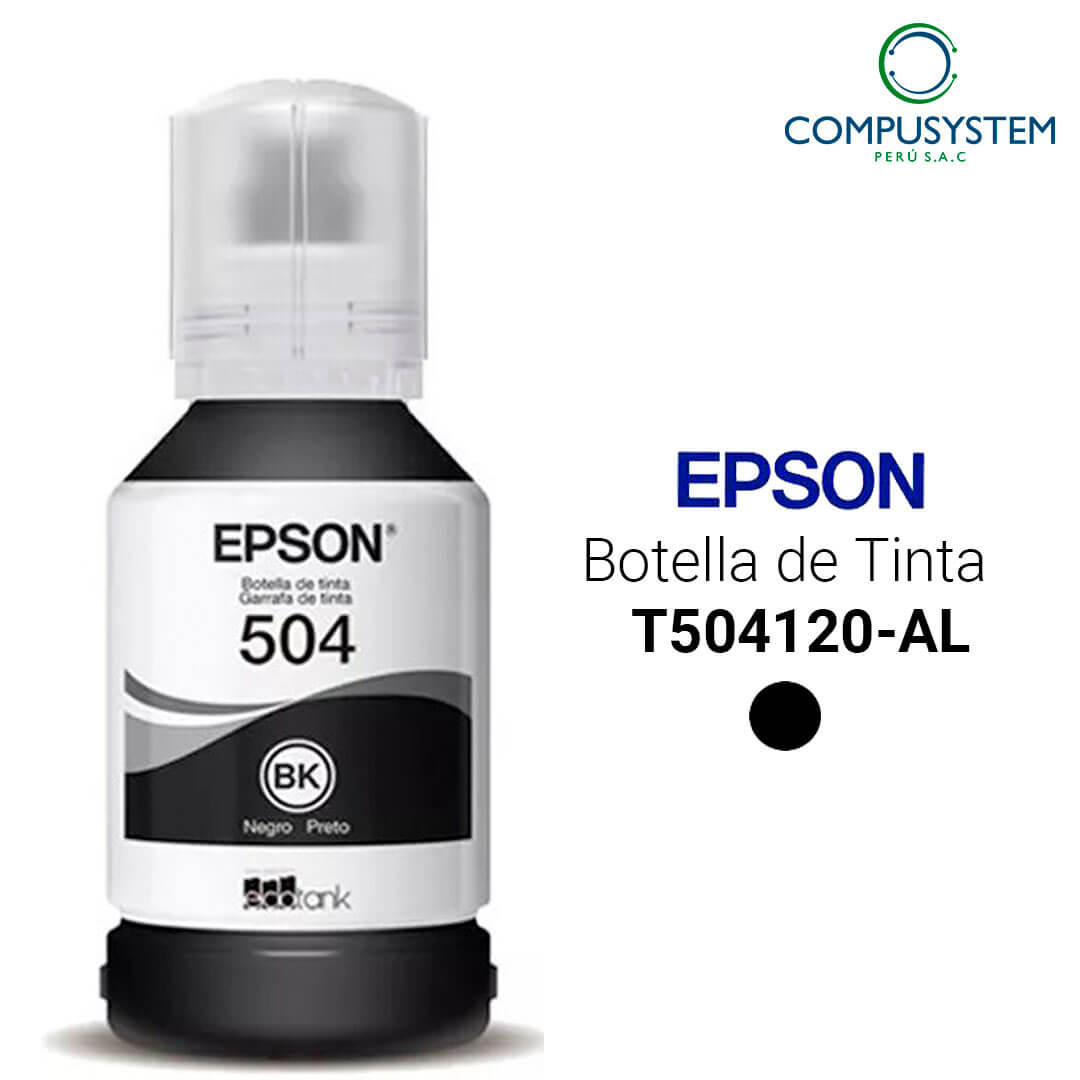 COMPUSYSTEM
PERÚ S.A.C
EPSON®
Botella de tinta
Garrafa de tinta
504
BK
Negro Preto
ecotank
EPSON
Botella de Tinta
T504120-AL